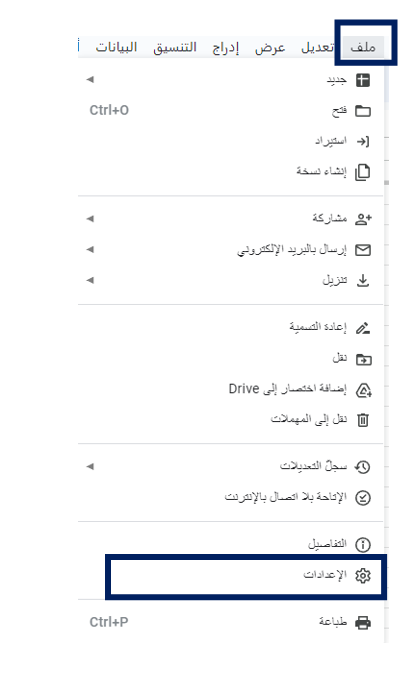 ملف تعديل عرض إدراج التنسيق البيانات
جديد
فتح Ctrl+O
استيراد
إنشاء نسخة
مشاركة
إرسال بالبريد الإلكتروني
تنزيل
إعادة التسمية
نقل
إضافة اختصار إلى Drive
نقل إلى المهملات
سجلّ التعديلات
الإتاحة بلا اتصال بالإنترنت
التفاصيل
الإعدادات
طباعة Ctrl+P